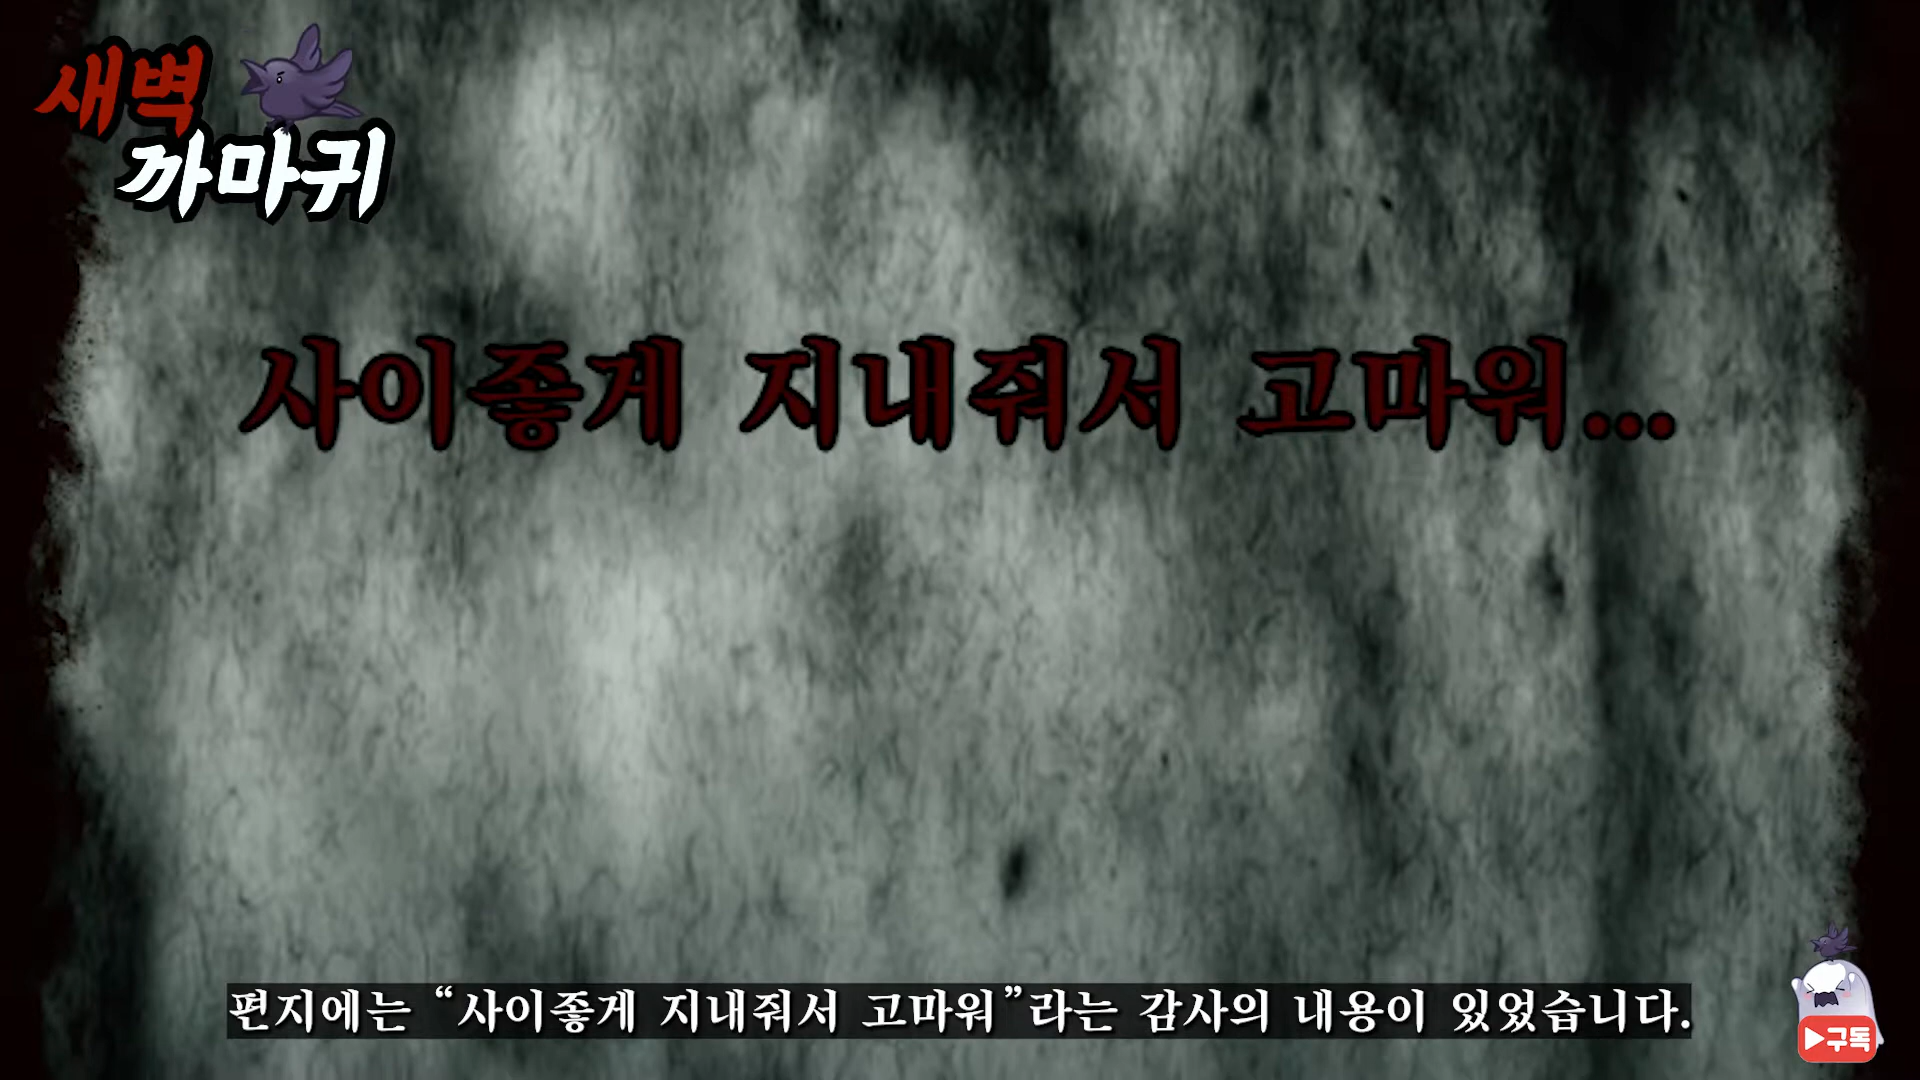 새벽
까마귀
사이좋게 지내줘서 고마워...
편지에는 “사이좋게 지내줘서 고마워”라는 감사의 내용이 있었습니다.
구독